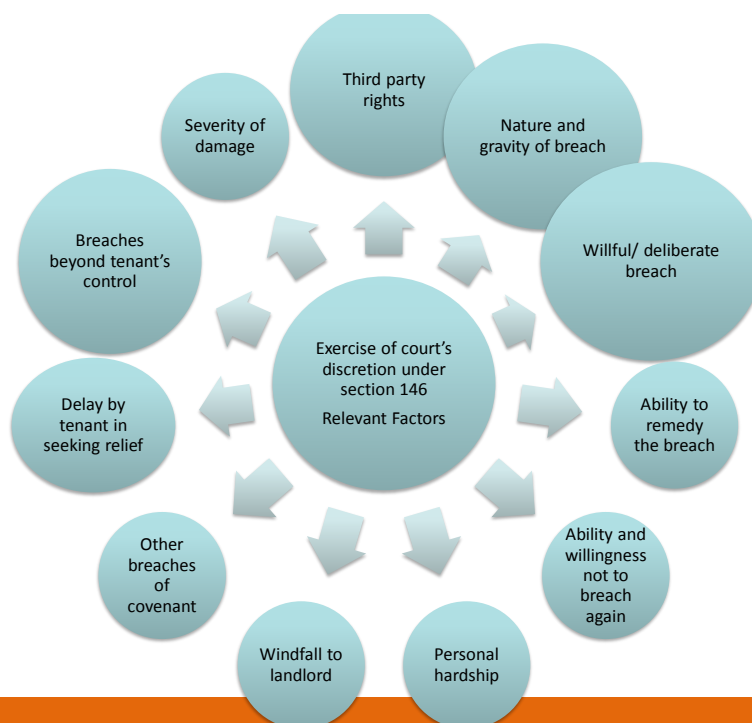 Third party
rights
Nature and
gravity of breach
Willful/ deliberate
breach
Ability to
remedy
the breach
Ability and
willingness
not to
breach
again
Personal
hardship
Windfall to
landlord
Other
breaches of
covenant
Delay by
tenant in
seeking relief
Breaches
beyond tenant’s
control
Severity of
damage
Exercise of court’s
discretion under
section 146
Relevant Factors